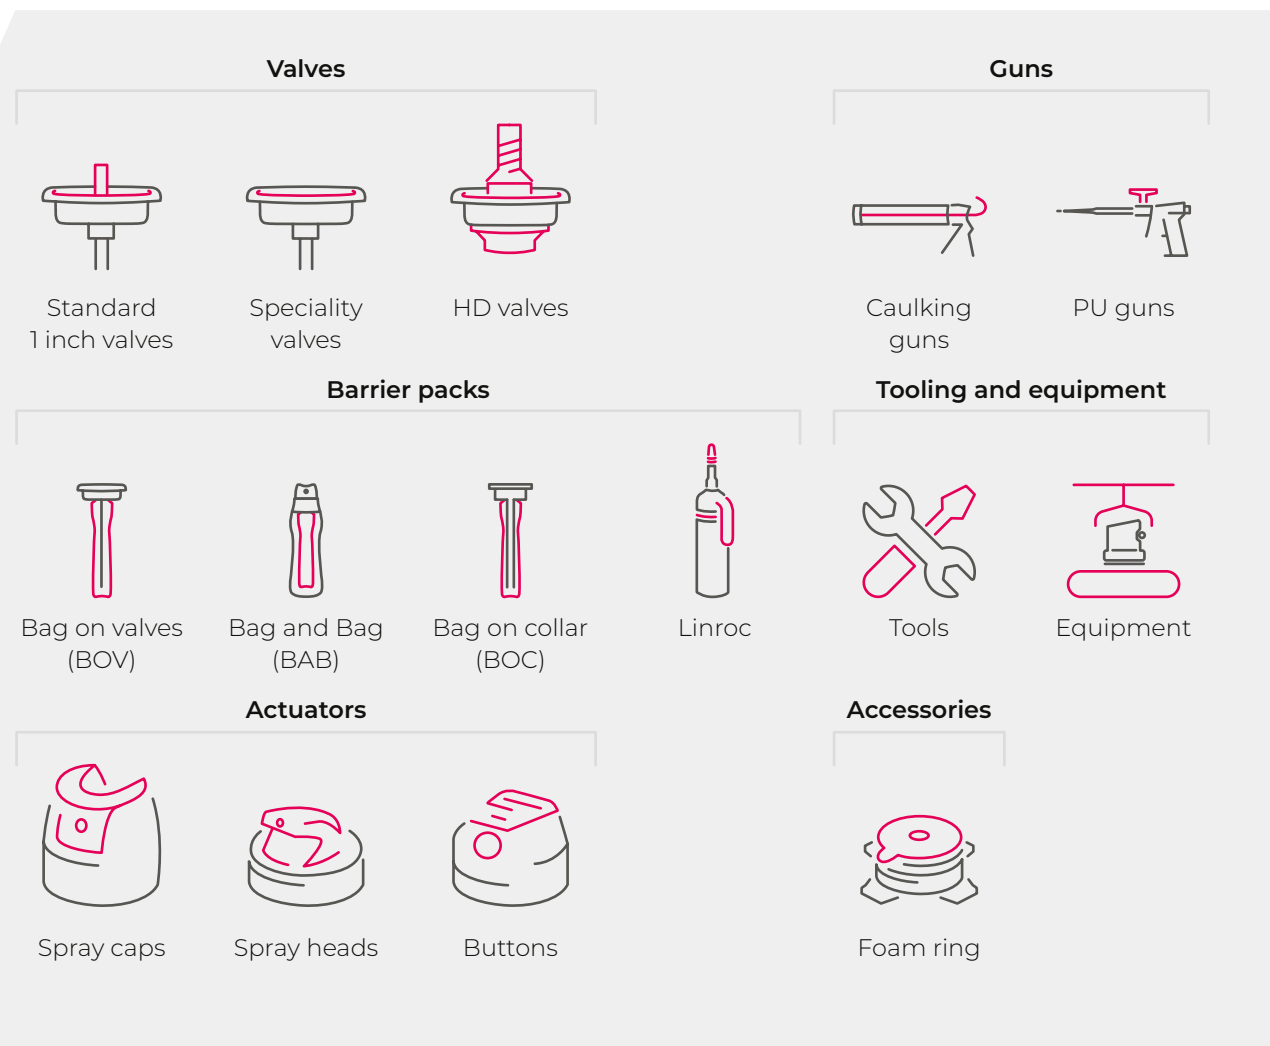 Valves
Guns
Standard
1 inch valves
Speciality
valves
HD valves
Caulking
guns
PU guns
Barrier packs
Tooling and equipment
Bag on valves
(BOV)
Bag and Bag
(BAB)
Bag on collar
(BOC)
Linroc
Tools
Equipment
Actuators
Accessories
Spray caps
Spray heads
Buttons
Foam ring